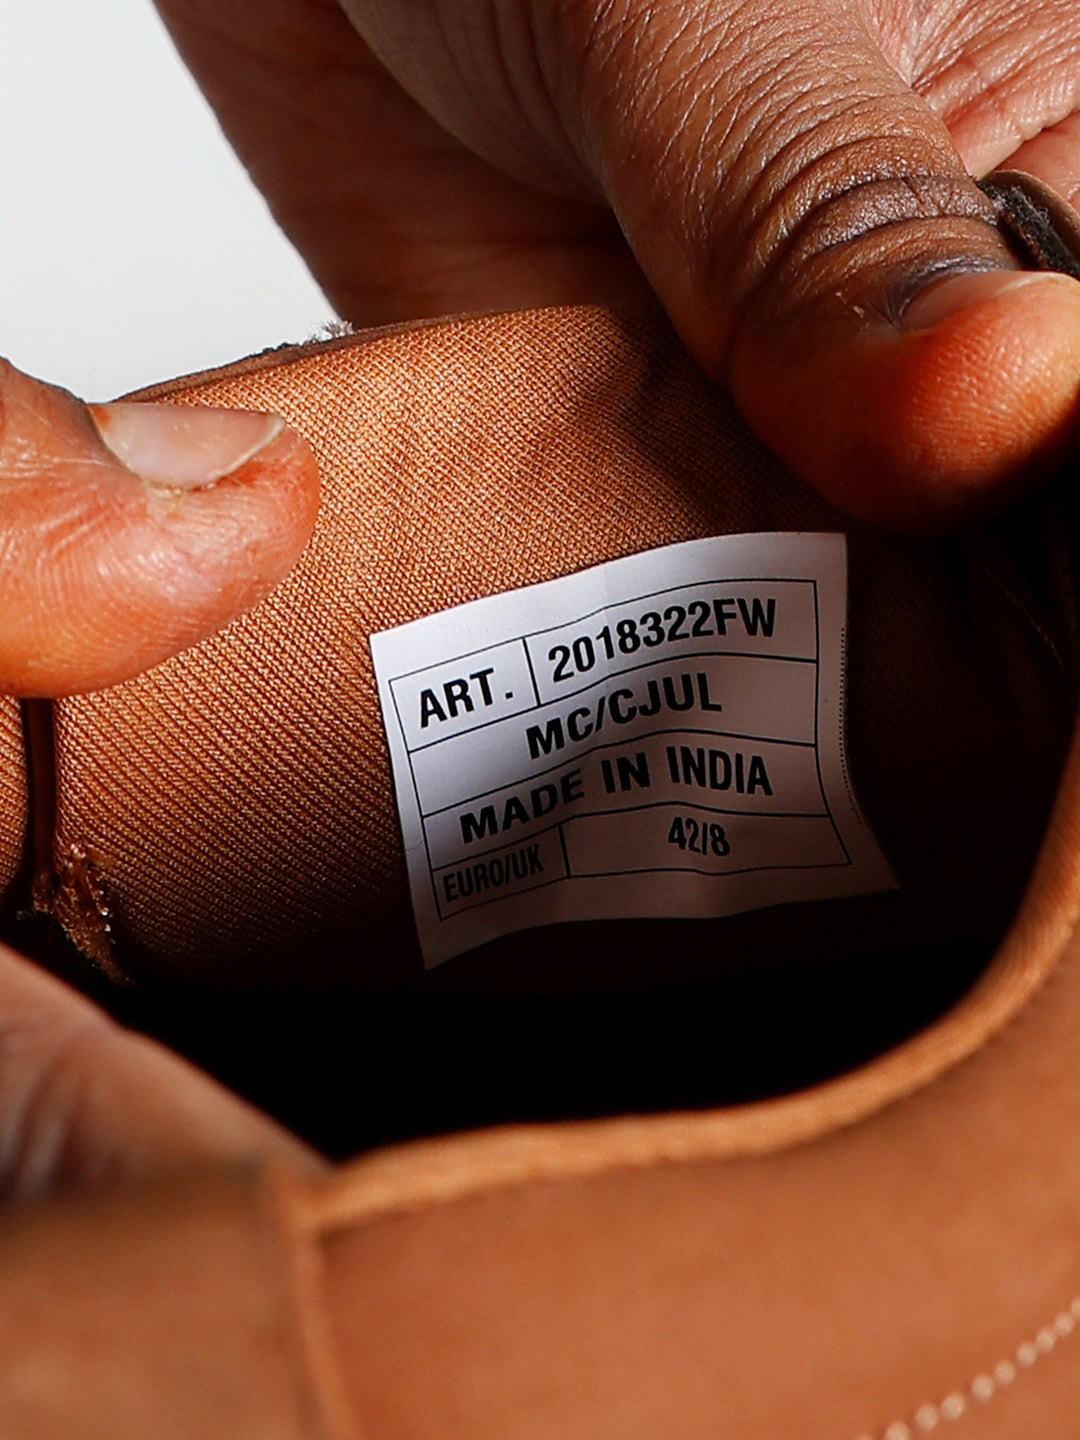 ART. 2018322FW
MC/CJUL
MADE IN INDIA
EURO/UK 42/8